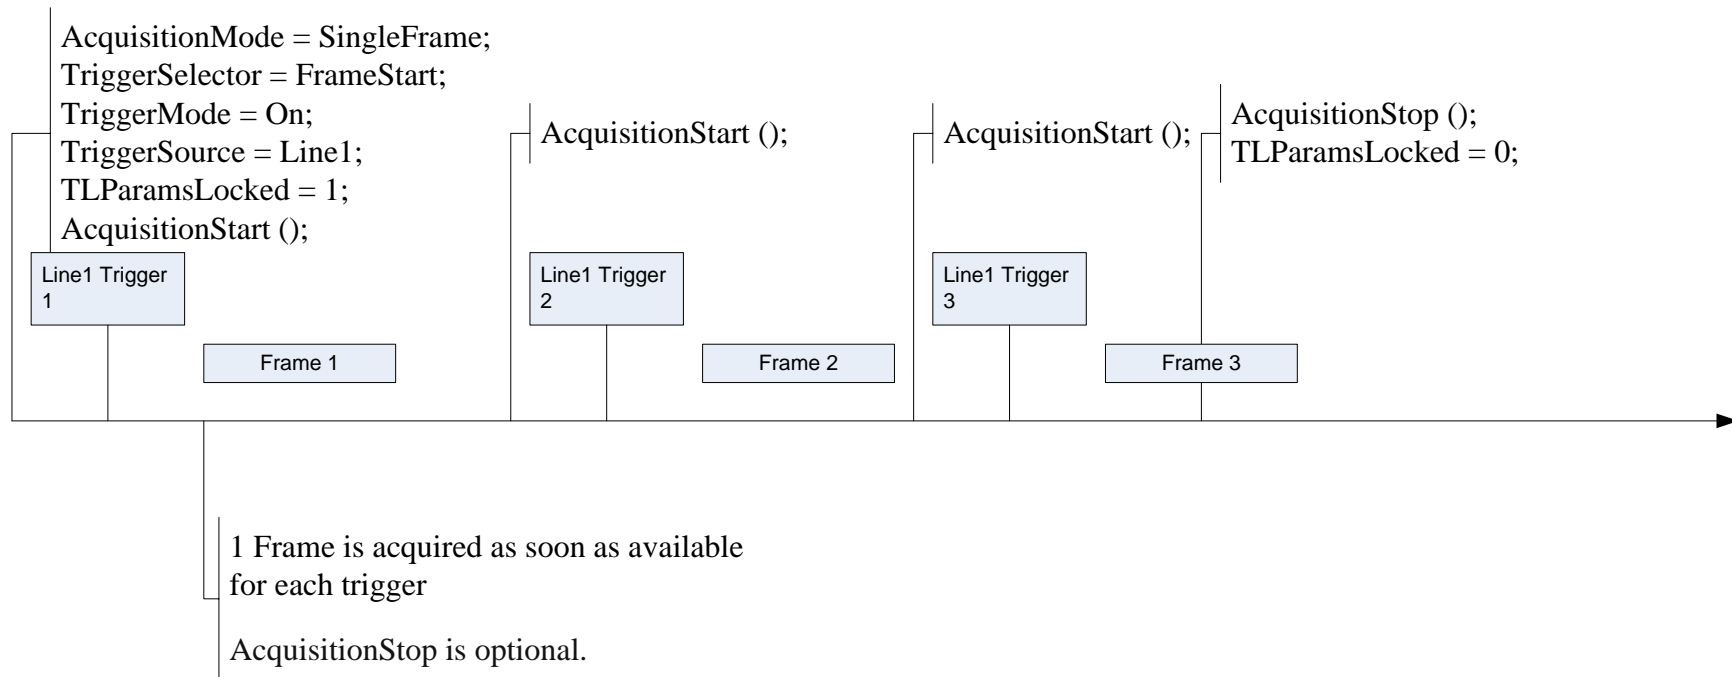 AcquisitionMode = SingleFrame;
TriggerSelector = FrameStart;
TriggerMode = On;
TriggerSource = Line1;
TLParamsLocked = 1;
AcquisitionStart ();
AcquisitionStart ();
AcquisitionStart ();
AcquisitionStop ();
TLParamsLocked = 0;
Line1 Trigger
1
Line1 Trigger
2
Line1 Trigger
3
Frame 1
Frame 2
Frame 3
1 Frame is acquired as soon as available
for each trigger
AcquisitionStop is optional.